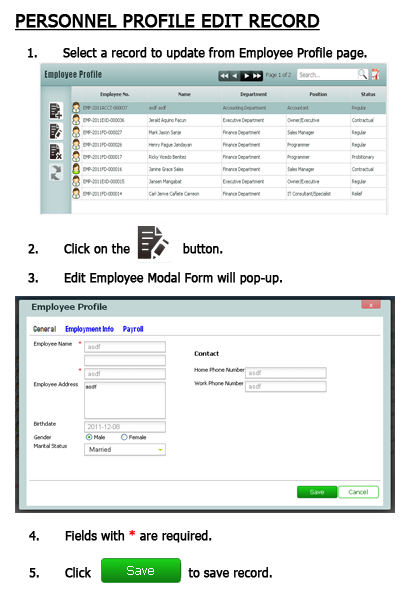 PERSONNEL PROFILE EDIT RECORD
1. Select a record to update from Employee Profile page.
Employee Profile Page 1 of 2 Search...
Employee No. Name Department Position Status
EMP-2011ACCT-000037 asdf asdf Accounting Department Accountant Regular
EMP-2011EXD-000036 Jerald Aquino Facun Executive Department Owner/Executive Contractual
EMP-2011FD-000027 Mark Jason Sanje Finance Department Sales Manager Regular
EMP-2011FD-000026 Henry Pague Jandayan Finance Department Programmer Regular
EMP-2011FD-000017 Ricky Vicedo Benitez Finance Department Programmer Probitionary
EMP-2011FD-000016 Janine Grace Sales Finance Department Sales Manager Contractual
EMP-2011EXD-000015 Jansen Mangabat Executive Department Owner/Executive Regular
EMP-2011FD-000014 Carl Jerive Cañete Carreon Finance Department IT Consultant/Specialist Relief
2. Click on the button.
3. Edit Employee Modal Form will pop-up.
Employee Profile x
General Employment Info Payroll
Employee Name * asdf
Contact
* asdf
Home Phone Number asdf
Employee Address asdf
Work Phone Number asdf
Birthdate 2011-12-08
Gender Male Female
Marital Status Married
Save Cancel
4. Fields with * are required.
5. Click Save to save record.